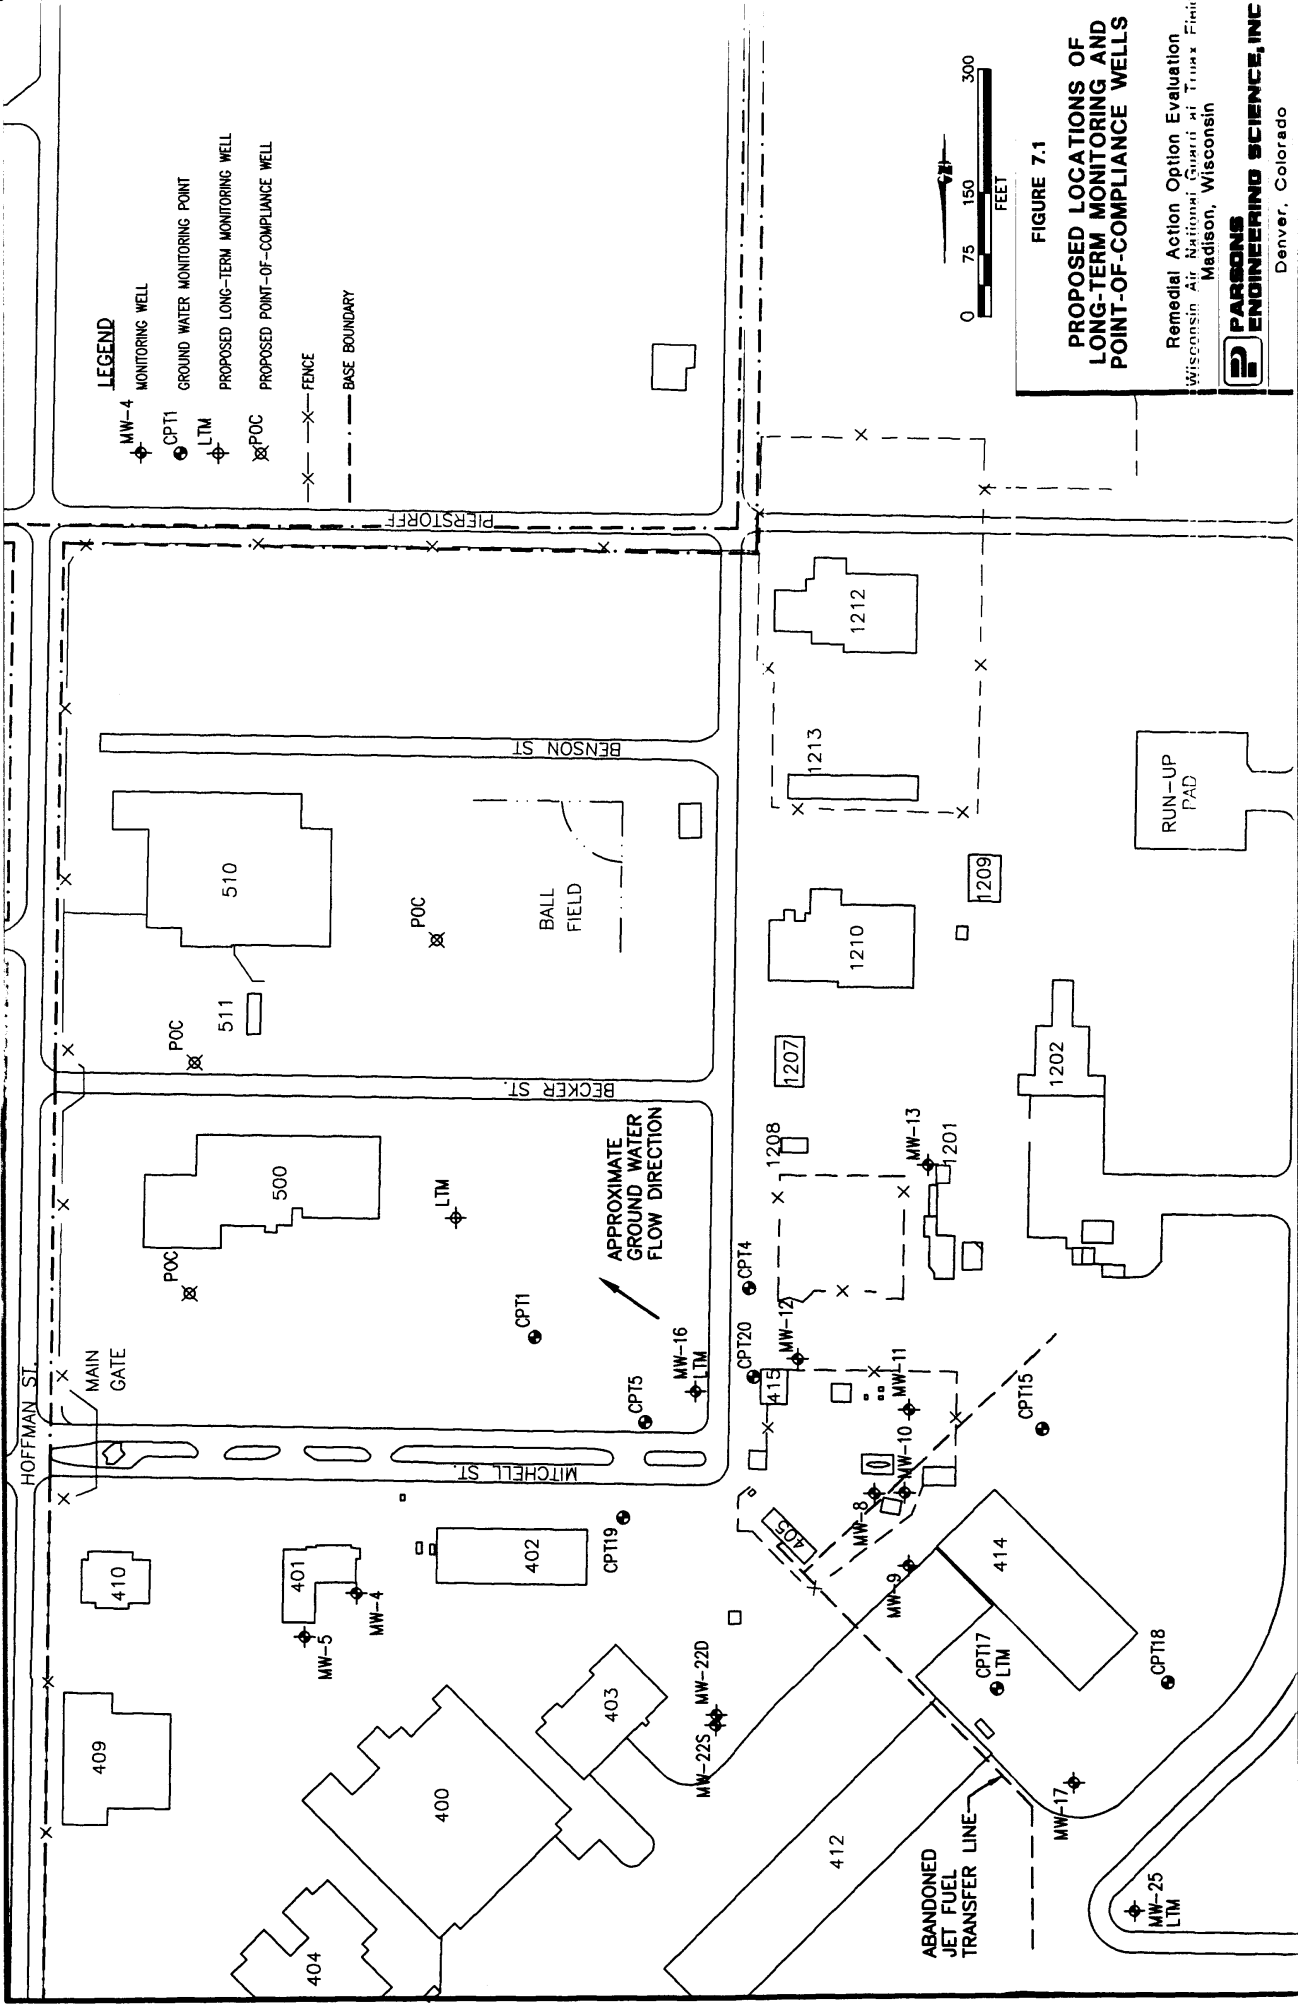 LEGEND
MW-4
MONITORING WELL
CPT1
GROUND WATER MONITORING POINT
LTM
PROPOSED LONG-TERM MONITORING WELL
POC
PROPOSED POINT-OF-COMPLIANCE WELL
FENCE
BASE BOUNDARY
HOFFMAN ST.
MAIN
GATE
PIERSTORFF
BENSON ST
BECKER ST.
MITCHELL ST.
510
511
POC
POC
BALL
FIELD
500
POC
LTM
CPT1
APPROXIMATE
GROUND WATER
FLOW DIRECTION
MW-16
LTM
CPT5
CPT4
CPT20
MW-12
415
MW-11
MW-10
MW-8
MW-9
405
CPT15
414
CPT17
LTM
CPT18
MW-17
MW-25
LTM
ABANDONED
JET FUEL
TRANSFER LINE
412
MW-22S
MW-22D
403
400
404
409
410
401
MW-5
MW-4
402
CPT19
1212
1213
1209
1210
1207
1208
1202
MW-13
1201
RUN-UP
PAD
0
75
150
300
FEET
FIGURE 7.1
PROPOSED LOCATIONS OF
LONG-TERM MONITORING AND
POINT-OF-COMPLIANCE WELLS
Remedial Action Option Evaluation
Wisconsin Air National Guard at Truax Field
Madison, Wisconsin
PARSONS
ENGINEERING SCIENCE, INC
Denver, Colorado